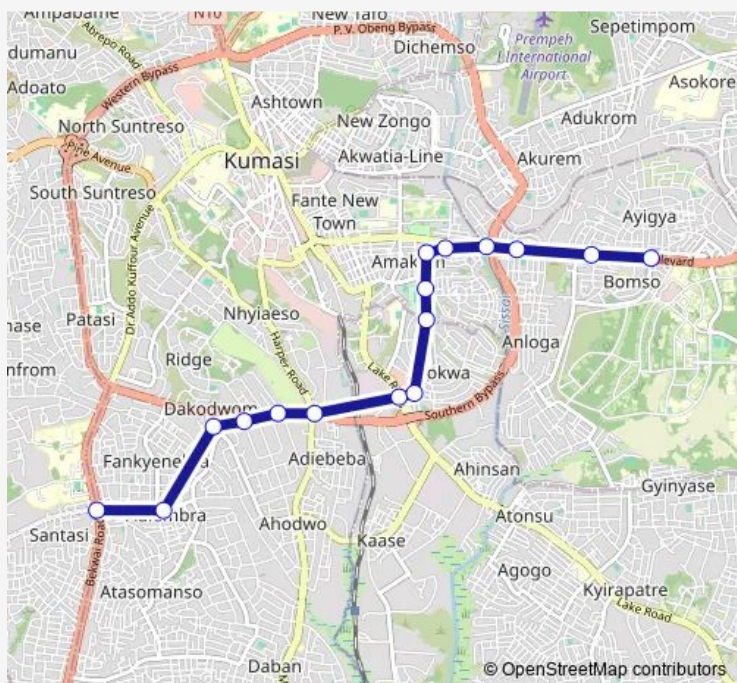 Ampabame
N10
New Tafo
P. V. Obeng Bypass
Dichemso
Sepetimpom
Abrepo Road
dumanu
Prempeh
I International
Airport
Adoato
Western Bypass
Asokore
Ashtown
North Suntreso
New Zongo
Adukrom
Pine Avenue
Kumasi
Akwatia-Line
Akurem
South Suntreso
Fante New
Town
Ayigya
Dr Addo Kuffour Avenue
levard
Bomso
Nhyiaeso
Patasi
Anloga
Harper Road
Ridge
nfrom
Lake
okwa
Dakodwom
Southern Bypass
Adiebeba
Ahinsan
Gyinyase
Santasi
Ahodwo
Atonsu
Kaase
Bekwai Road
Agogo
Atasomanso
Kyirapatre
Lake Road
Daban
© OpenStreetMap contributors